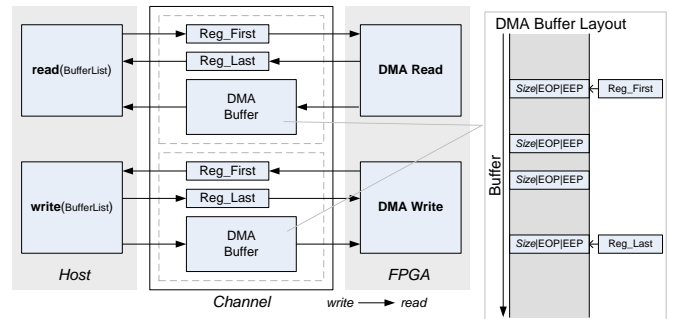 read(BufferList)
Reg_First
Reg_Last
DMA
Buffer
DMA Read
write(BufferList)
Reg_First
Reg_Last
DMA
Buffer
DMA Write
Host
Channel
FPGA
write
read
DMA Buffer Layout
Size|EOP|EEP
Reg_First
Size|EOP|EEP
Size|EOP|EEP
Size|EOP|EEP
Reg_Last
Buffer